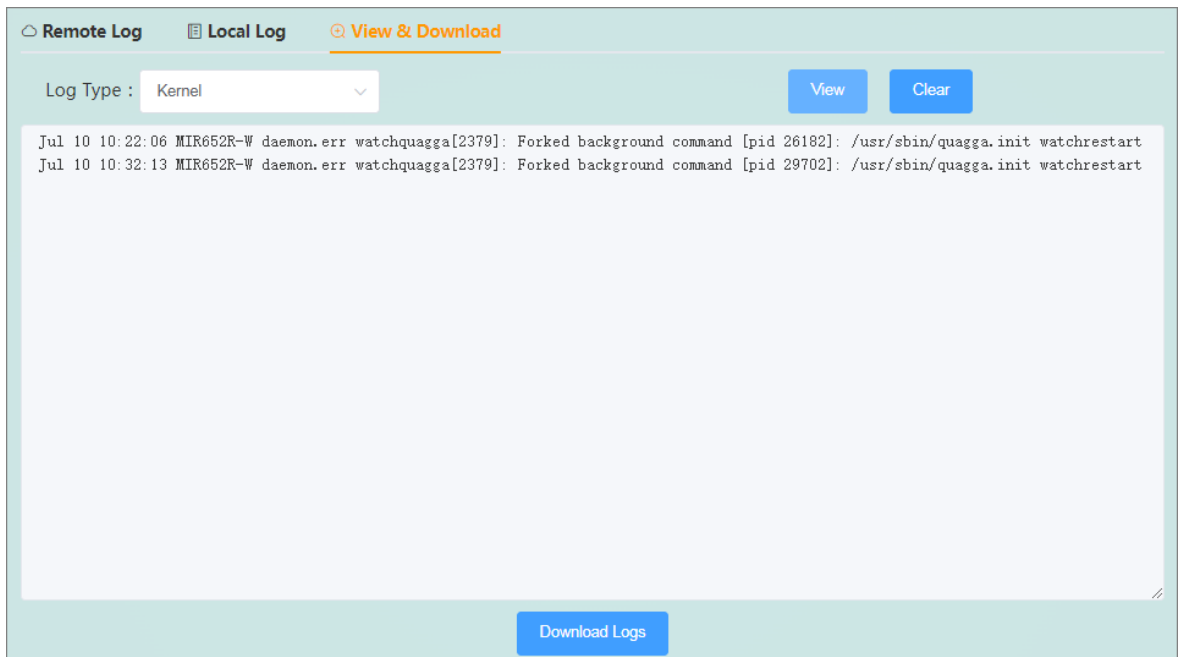 Remote Log
Local Log
View & Download
Log Type : Kernel
View
Clear
Jul 10 10:22:06 MIR652R-W daemon.err watchquagga[2379]: Forked background command [pid 26182]: /usr/sbin/quagga.init watchrestart
Jul 10 10:32:13 MIR652R-W daemon.err watchquagga[2379]: Forked background command [pid 29702]: /usr/sbin/quagga.init watchrestart
Download Logs